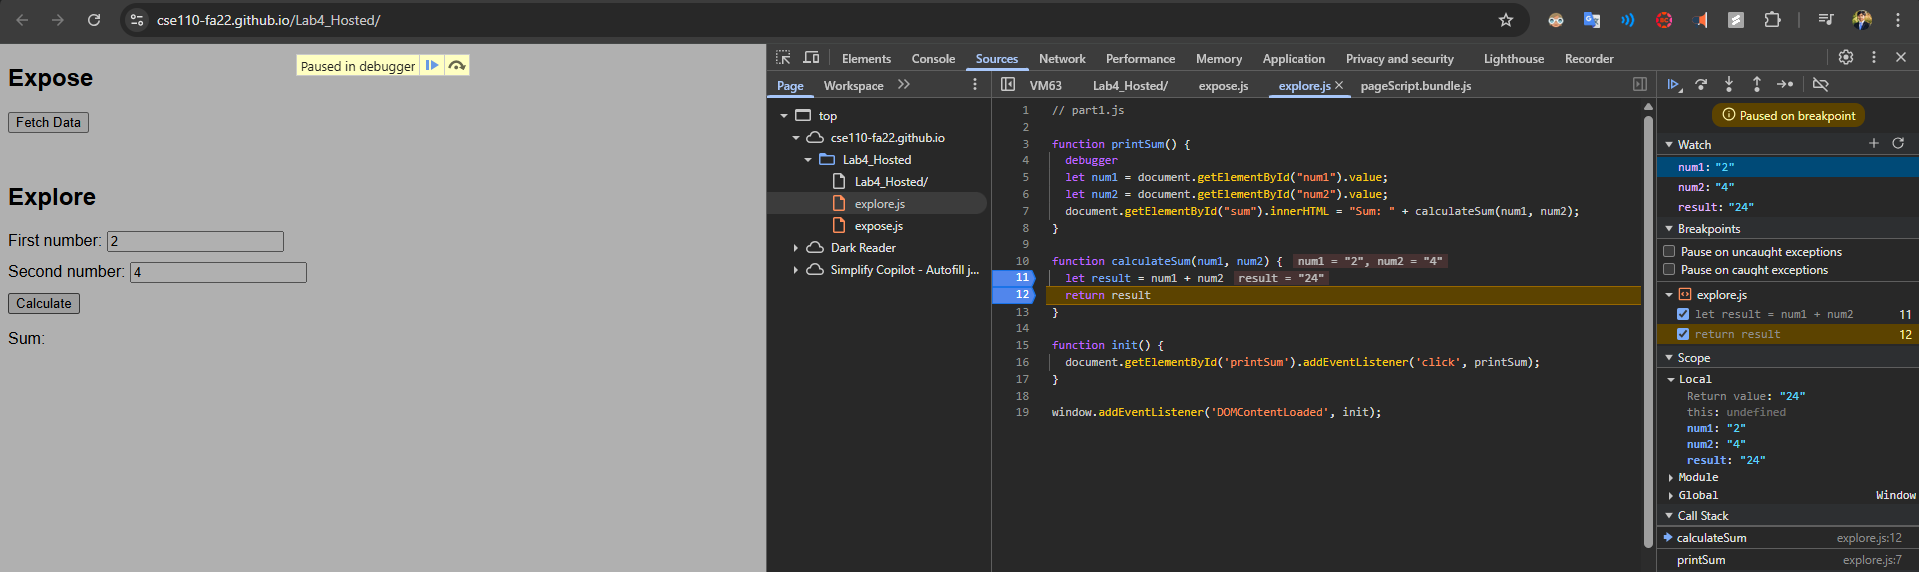 cse110-fa22.github.io/Lab4_Hosted/
Expose
Paused in debugger
Fetch Data
Explore
First number: 2
Second number: 4
Calculate
Sum:
Elements Console Sources Network Performance Memory Application Privacy and security Lighthouse Recorder
Page Workspace
top
cse110-fa22.github.io
Lab4_Hosted
Lab4_Hosted/
explore.js
expose.js
Dark Reader
Simplify Copilot - Autofill j...
VM63 Lab4_Hosted/ expose.js explore.js pageScript.bundle.js
1 // part1.js
2
3 function printSum() {
4 debugger
5 let num1 = document.getElementById("num1").value;
6 let num2 = document.getElementById("num2").value;
7 document.getElementById("sum").innerHTML = "Sum: " + calculateSum(num1, num2);
8 }
9
10 function calculateSum(num1, num2) { num1 = "2", num2 = "4"
11 let result = num1 + num2 result = "24"
12 return result
13 }
14
15 function init() {
16 document.getElementById('printSum').addEventListener('click', printSum);
17 }
18
19 window.addEventListener('DOMContentLoaded', init);
Paused on breakpoint
Watch
num1: "2"
num2: "4"
result: "24"
Breakpoints
Pause on uncaught exceptions
Pause on caught exceptions
explore.js
let result = num1 + num2 11
return result 12
Scope
Local
Return value: "24"
this: undefined
num1: "2"
num2: "4"
result: "24"
Module
Global Window
Call Stack
calculateSum explore.js:12
printSum explore.js:7